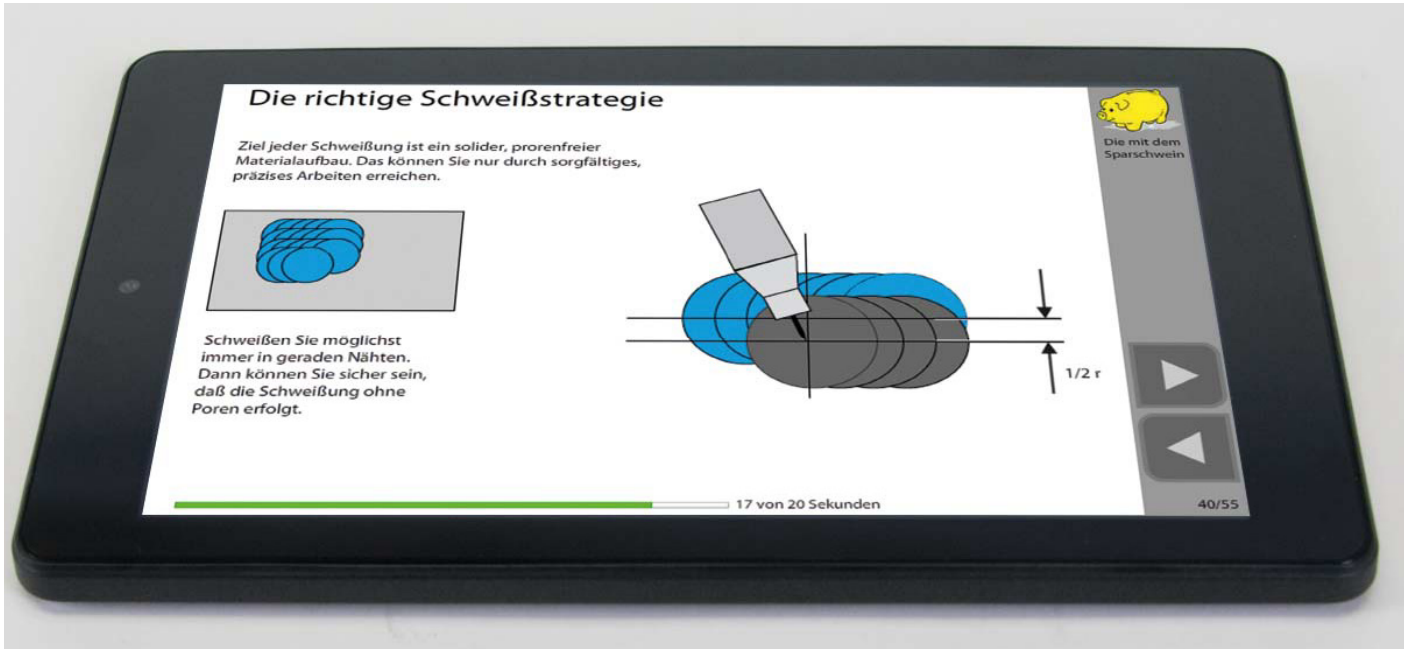 Die richtige Schweißstrategie
Ziel jeder Schweißung ist ein solider, prorenfreier
Materialaufbau. Das können Sie nur durch sorgfältiges,
präzises Arbeiten erreichen.
Schweißen Sie möglichst
immer in geraden Nähten.
Dann können Sie sicher sein,
daß die Schweißung ohne
Poren erfolgt.
1/2 r
17 von 20 Sekunden
Die mit dem
Sparschwein
40/55